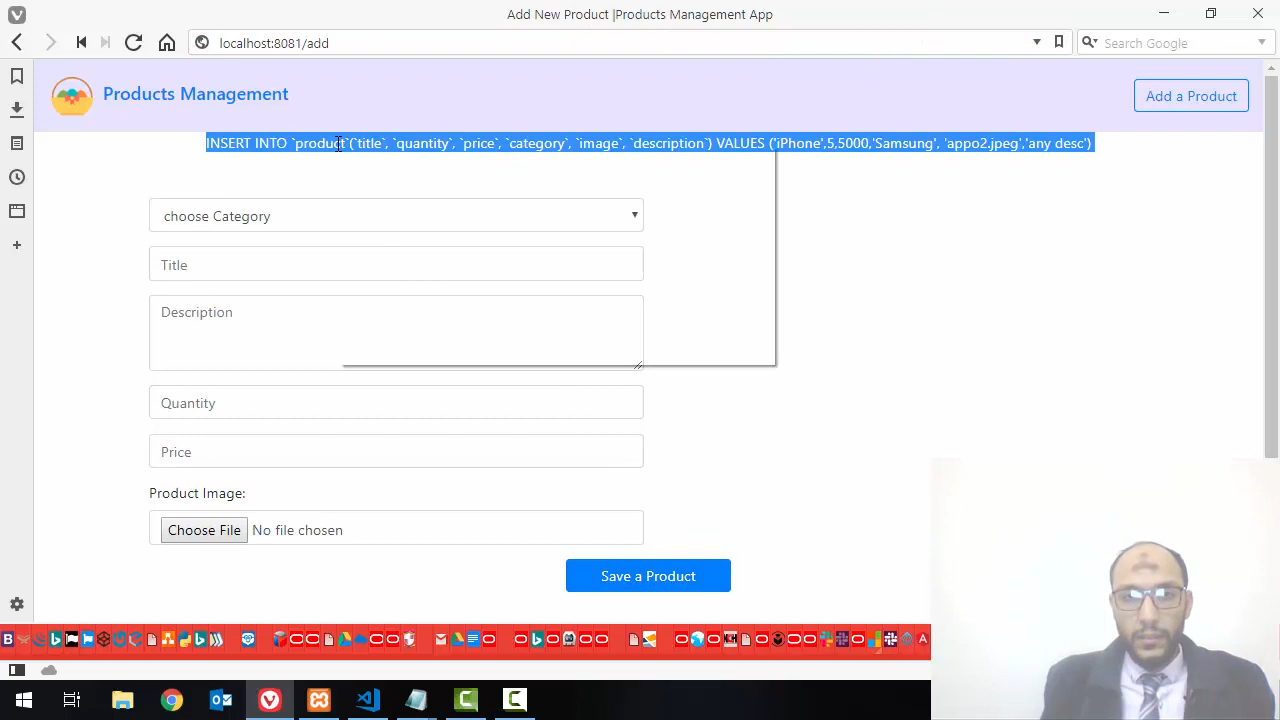 Add New Product |Products Management App
localhost:8081/add
Search Google
Products Management
Add a Product
INSERT INTO `product`(`title`, `quantity`, `price`, `category`, `image`, `description`) VALUES ('iPhone',5,5000,'Samsung', 'appo2.jpeg','any desc')
choose Category
Title
Description
Quantity
Price
Product Image:
Choose File No file chosen
Save a Product